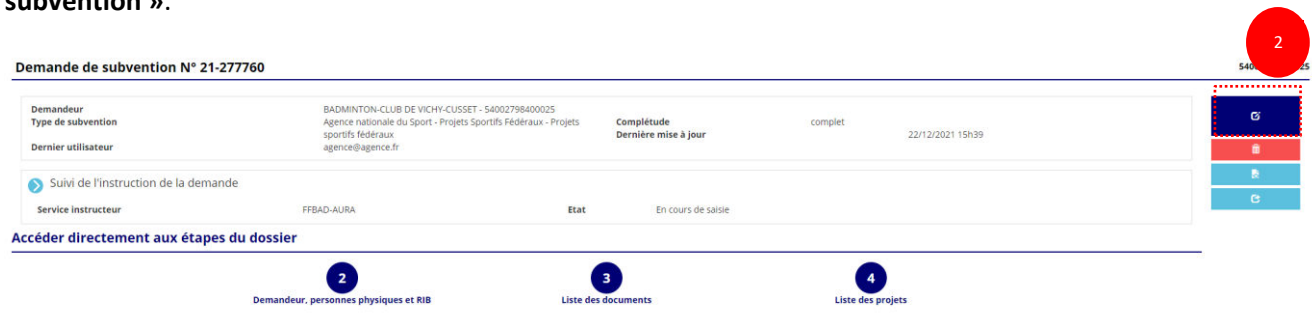 subvention ».
2
Demande de subvention N° 21-277760
Demandeur BADMINTON-CLUB DE VICHY-CUSSET - 54002798400025
Type de subvention Agence nationale du Sport - Projets Sportifs Fédéraux - Projets sportifs fédéraux Complétude complet
Dernière mise à jour 22/12/2021 15h39
Dernier utilisateur agence@agence.fr
Suivi de l'instruction de la demande
Service instructeur FFBAD-AURA Etat En cours de saisie
Accéder directement aux étapes du dossier
2 3 4
Demandeur, personnes physiques et RIB Liste des documents Liste des projets